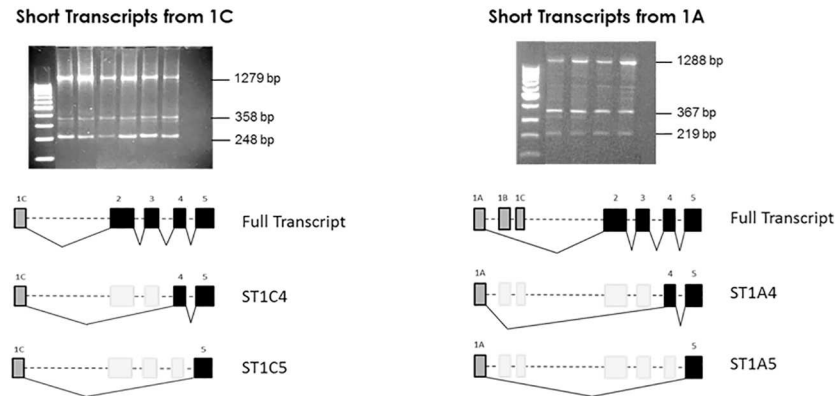 Short Transcripts from 1C
1279 bp
358 bp
248 bp
1C 2 3 4 5
Full Transcript
1C 4 5
ST1C4
1C 5
ST1C5
Short Transcripts from 1A
1288 bp
367 bp
219 bp
1A 1B 1C 2 3 4 5
Full Transcript
1A 4 5
ST1A4
1A 5
ST1A5